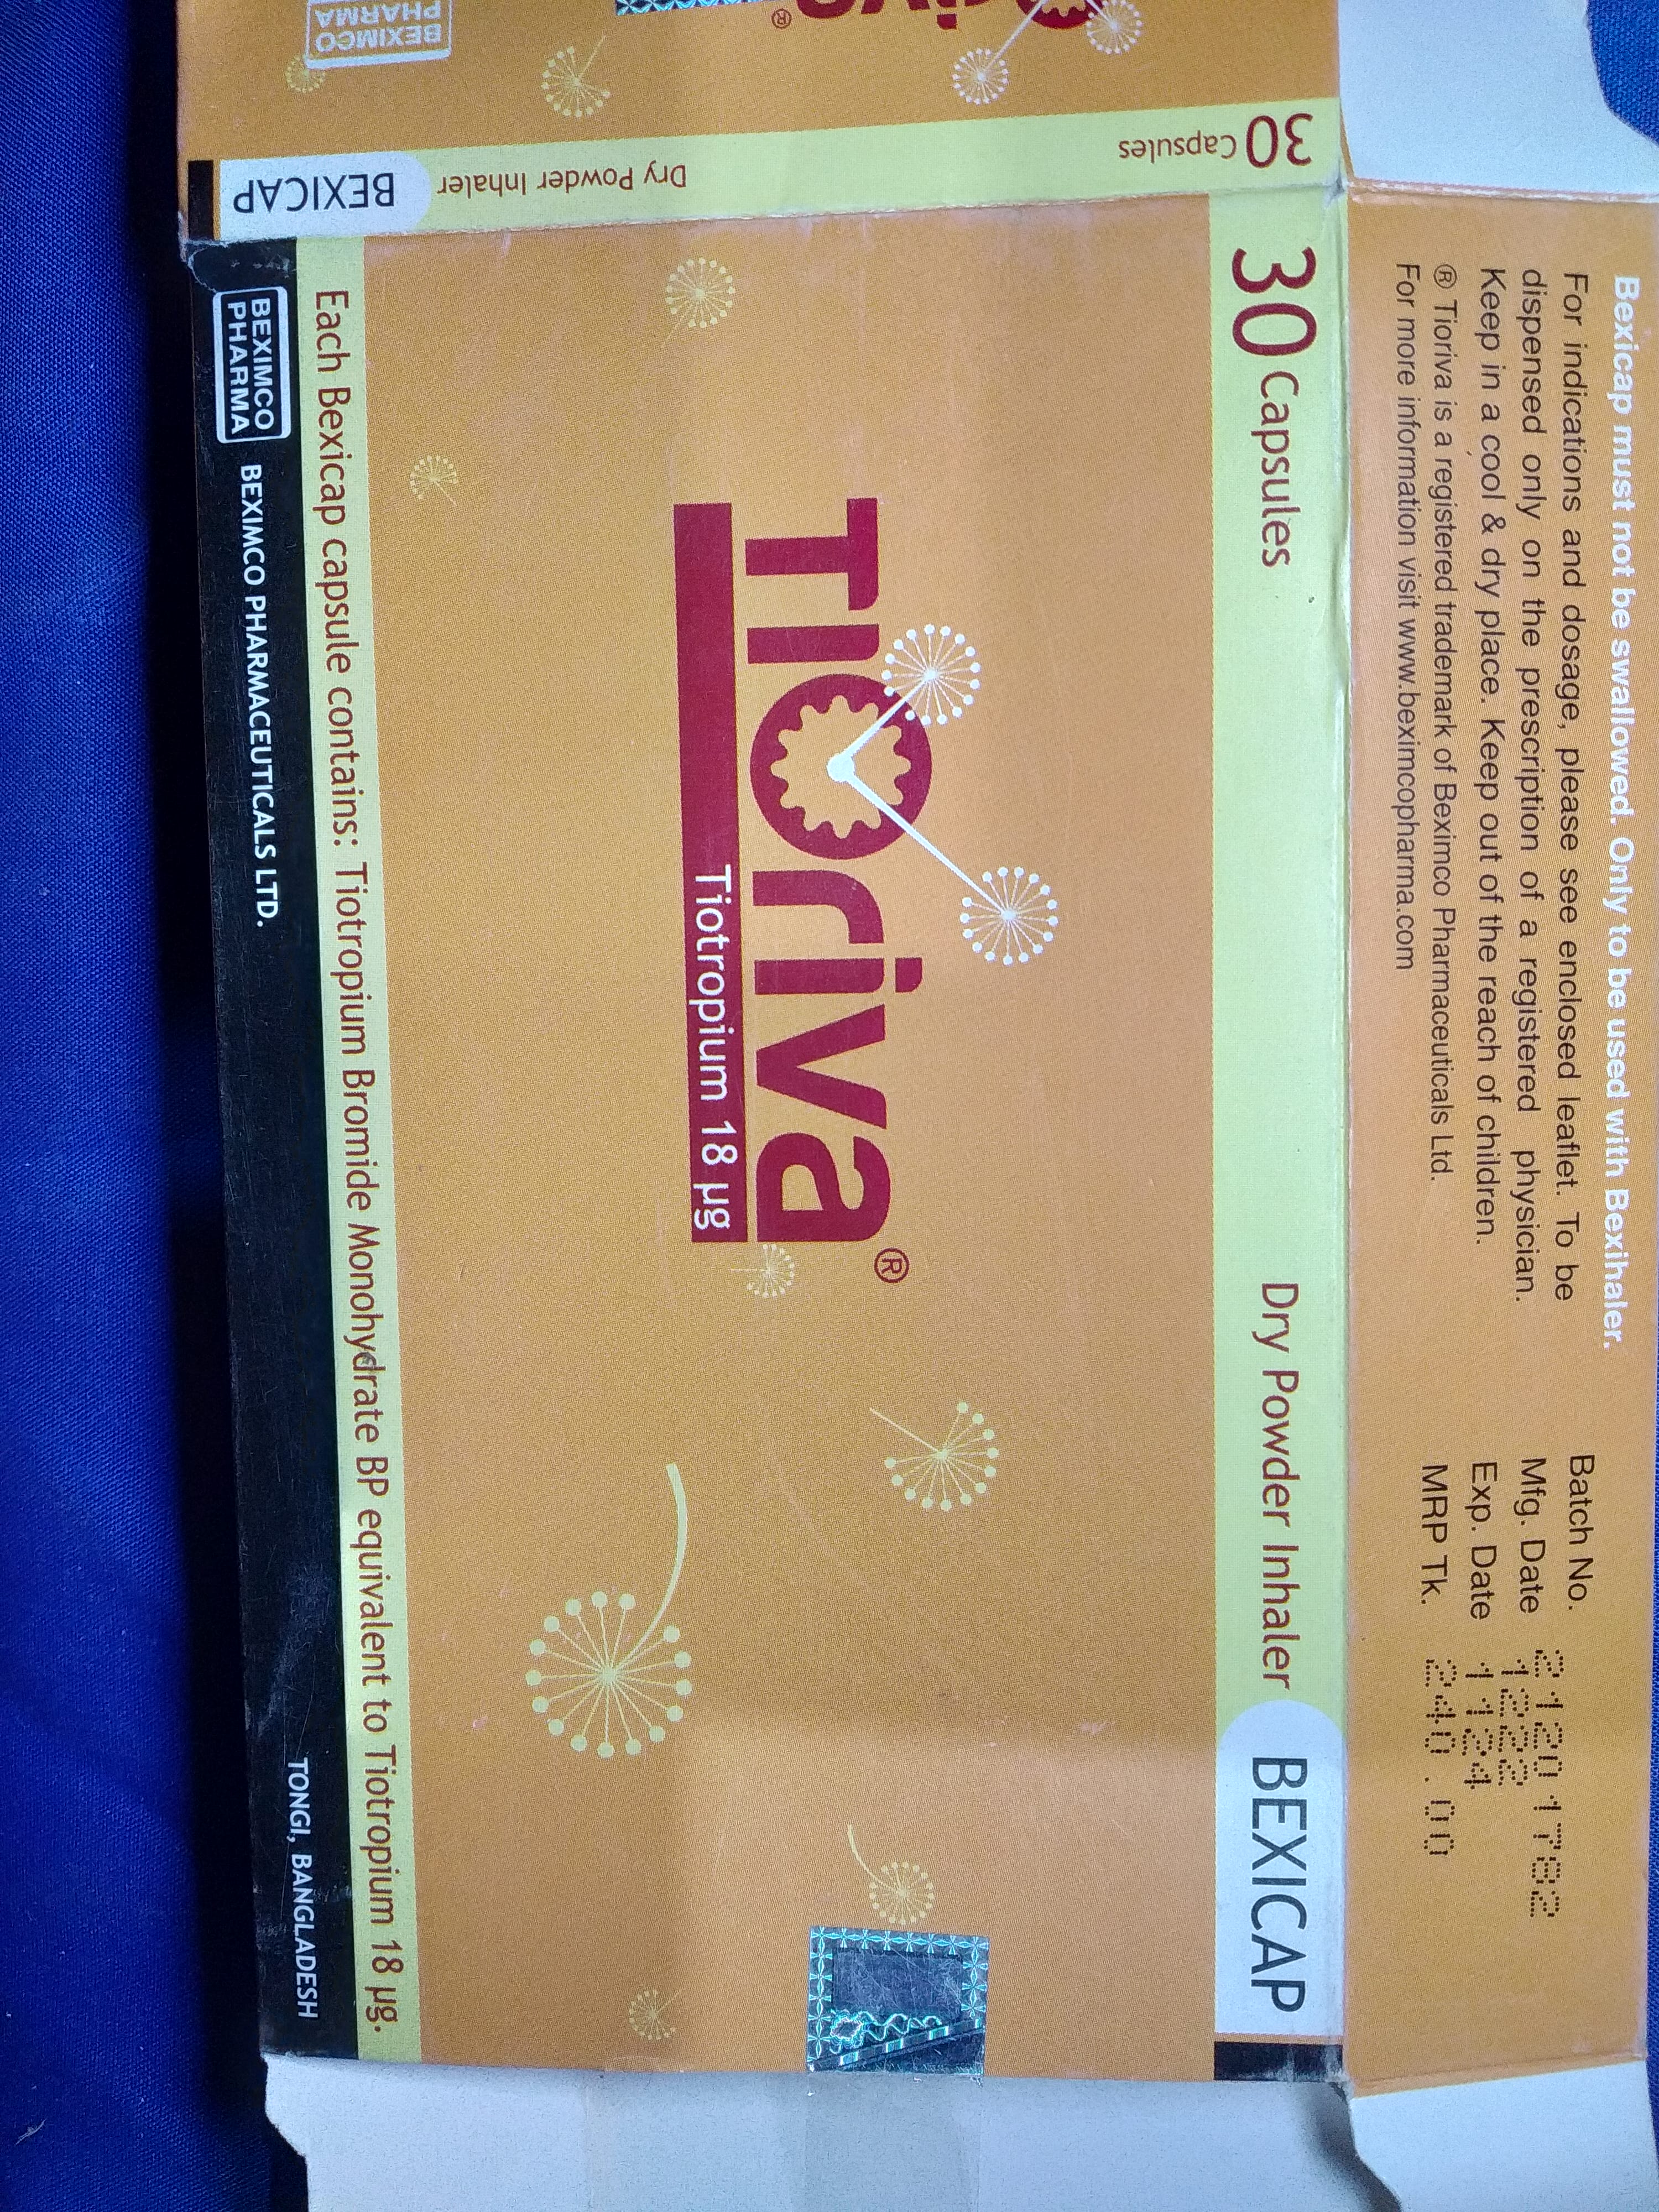 Bexicap must not be swallowed. Only to be used with Bexihaler.
For indications and dosage, please see enclosed leaflet. To be
dispensed only on the prescription of a registered physician.
Keep in a cool & dry place. Keep out of the reach of children.
® Tioriva is a registered trademark of Beximco Pharmaceuticals Ltd.
For more information visit www.beximcopharma.com
Batch No. 21201782
Mfg. Date 1222
Exp. Date 1124
MRP Tk. 240.00
30 Capsules
Dry Powder Inhaler BEXICAP
TIOriva®
Tiotropium 18 µg
Each Bexicap capsule contains: Tiotropium Bromide Monohydrate BP equivalent to Tiotropium 18 µg.
BEXIMCO
PHARMA
BEXIMCO PHARMACEUTICALS LTD.
TONGI, BANGLADESH
30 Capsules
Dry Powder Inhaler BEXICAP
®
BEXIMCO
PHARMA